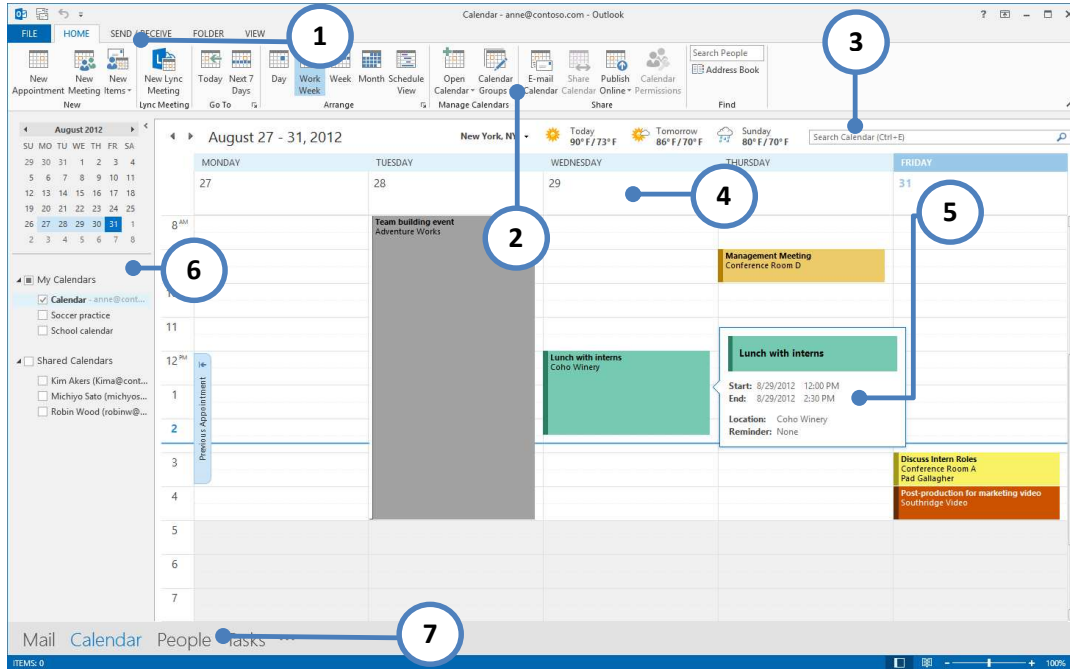 Calendar - anne@contoso.com - Outlook
FILE HOME SEND / RECEIVE FOLDER VIEW
1
3
New Appointment
New Meeting
New Items
New Lync Meeting
Today
Next 7 Days
Day
Work Week
Week
Month
Schedule View
Open Calendar
Calendar Groups
E-mail Calendar
Share Calendar
Publish Online
Calendar Permissions
Search People
Address Book
New
Lync Meeting
Go To
Arrange
Manage Calendars
Share
Find
August 2012
SU MO TU WE TH FR SA
29 30 31 1 2 3 4
5 6 7 8 9 10 11
12 13 14 15 16 17 18
19 20 21 22 23 24 25
26 27 28 29 30 31 1
2 3 4 5 6 7 8
6
My Calendars
Calendar - anne@cont...
Soccer practice
School calendar
Shared Calendars
Kim Akers (Kima@cont...
Michiyo Sato (michyos...
Robin Wood (robinw@...
August 27 - 31, 2012
New York, NY
Today
90° F / 73° F
Tomorrow
86° F / 70° F
Sunday
80° F / 70° F
Search Calendar (Ctrl+E)
MONDAY TUESDAY WEDNESDAY THURSDAY FRIDAY
27 28 29 31
4
5
2
8 AM
11
12 PM
1
2
3
4
5
6
7
Previous Appointment
Team building event
Adventure Works
Management Meeting
Conference Room D
Lunch with interns
Coho Winery
Lunch with interns
Start: 8/29/2012 12:00 PM
End: 8/29/2012 2:30 PM
Location: Coho Winery
Reminder: None
Discuss Intern Roles
Conference Room A
Pad Gallagher
Post-production for marketing video
Southridge Video
Mail Calendar People Tasks ...
7
ITEMS: 0
100%